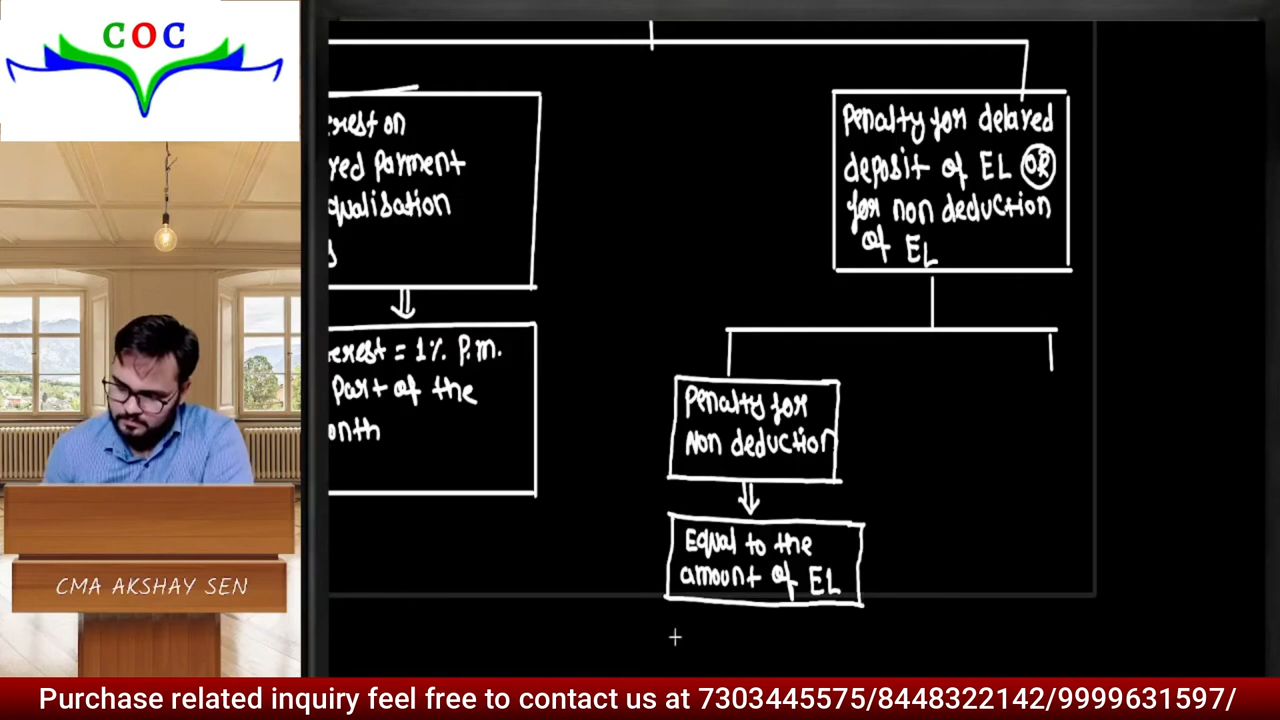 COC
erest on
yed payment
qualisation
Penalty for delayed
deposit of EL OR
for non deduction
of EL
erest = 1% P.m.
Part of the
onth
Penalty for
Non deduction
Equal to the
amount of EL
CMA AKSHAY SEN
Purchase related inquiry feel free to contact us at 7303445575/8448322142/9999631597/